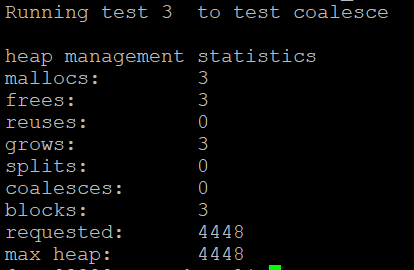 Running test 3  to test coalesce
heap management statistics
mallocs: 3
frees: 3
reuses: 0
grows: 3
splits: 0
coalesces: 0
blocks: 3
requested: 4448
max heap: 4448